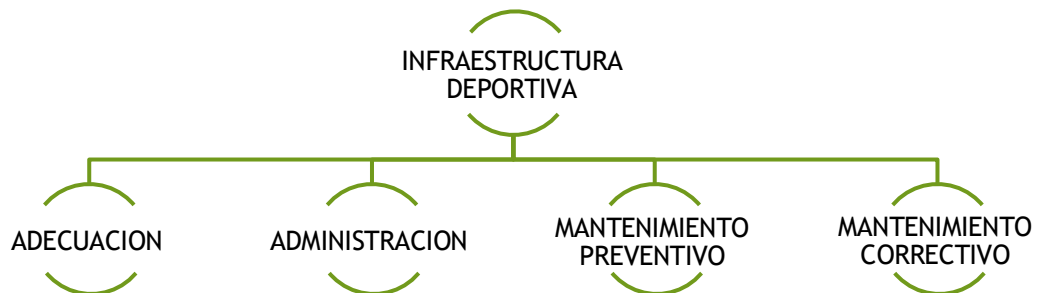 INFRAESTRUCTURA
DEPORTIVA
ADECUACION
ADMINISTRACION
MANTENIMIENTO
PREVENTIVO
MANTENIMIENTO
CORRECTIVO